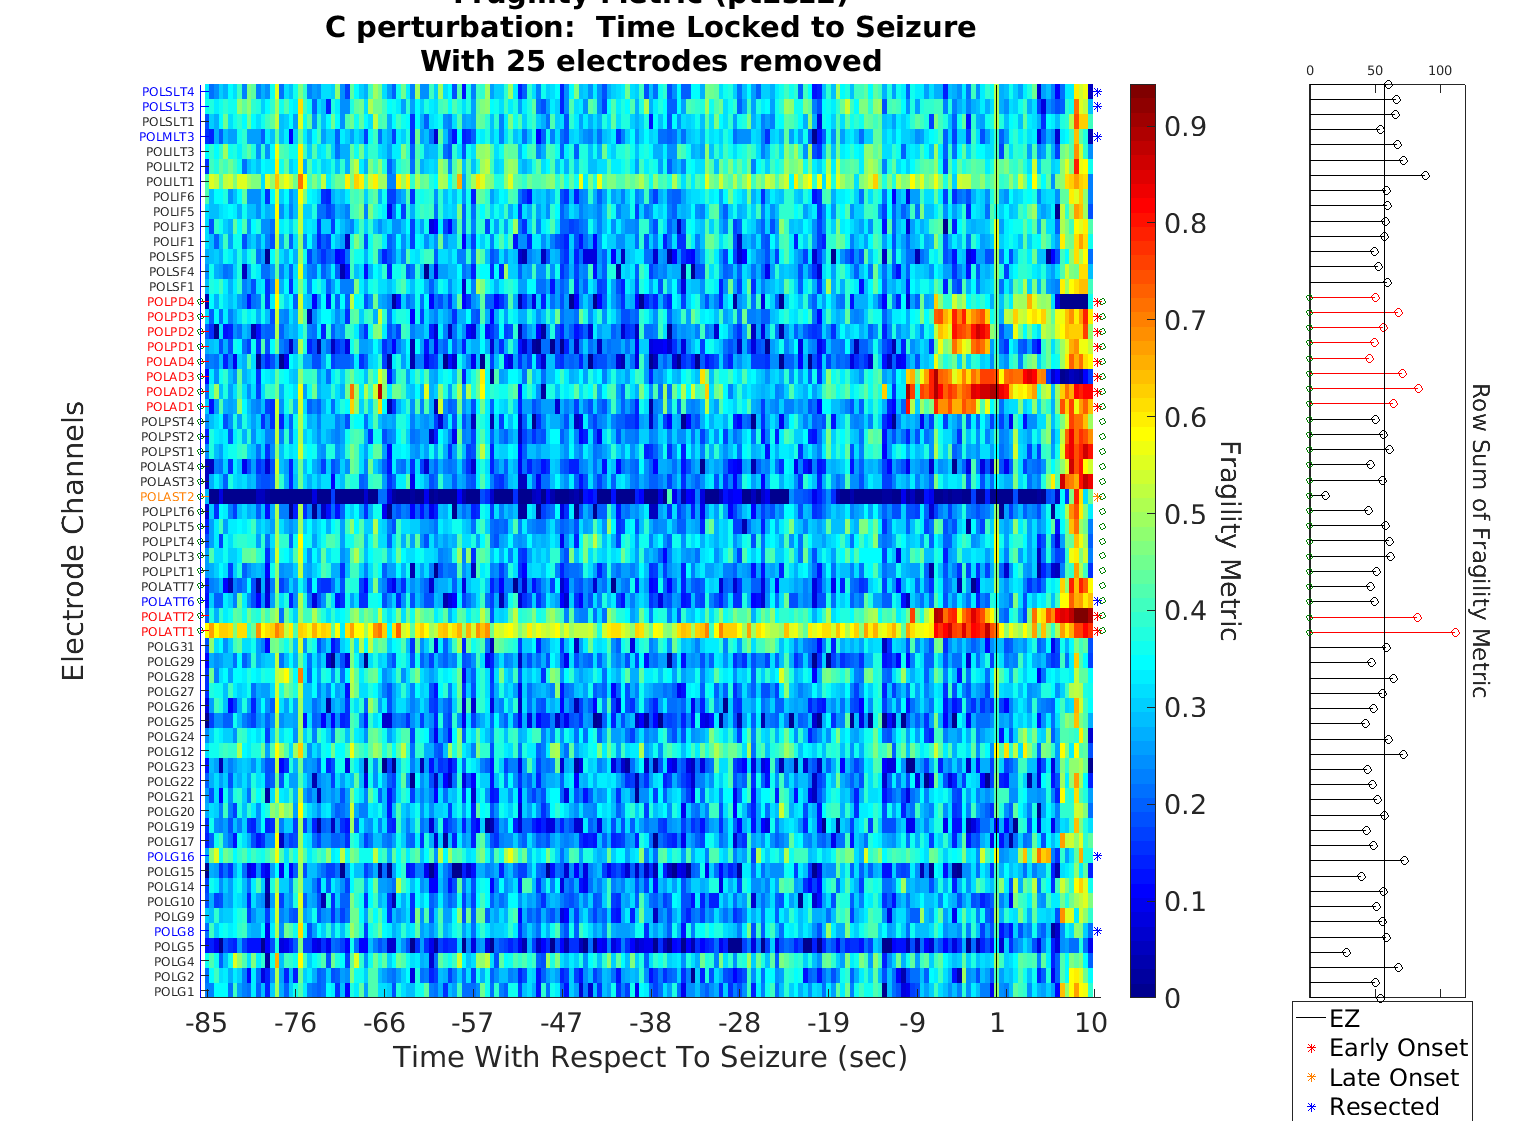 C perturbation:  Time Locked to Seizure
With 25 electrodes removed
Electrode Channels
POLSLT4
POLSLT3
POLSLT1
POLMLT3
POLILT3
POLILT2
POLILT1
POLIF6
POLIF5
POLIF3
POLIF1
POLSF5
POLSF4
POLSF1
POLPD4
POLPD3
POLPD2
POLPD1
POLAD4
POLAD3
POLAD2
POLAD1
POLPST4
POLPST2
POLPST1
POLAST4
POLAST3
POLAST2
POLPLT6
POLPLT5
POLPLT4
POLPLT3
POLPLT1
POLATT7
POLATT6
POLATT2
POLATT1
POLG31
POLG29
POLG28
POLG27
POLG26
POLG25
POLG24
POLG12
POLG23
POLG22
POLG21
POLG20
POLG19
POLG17
POLG16
POLG15
POLG14
POLG10
POLG9
POLG8
POLG5
POLG4
POLG2
POLG1
-85 -76 -66 -57 -47 -38 -28 -19 -9 1 10
Time With Respect To Seizure (sec)
0.9
0.8
0.7
0.6
0.5
0.4
0.3
0.2
0.1
0
Fragility Metric
0 50 100
Row Sum of Fragility Metric
EZ
Early Onset
Late Onset
Resected